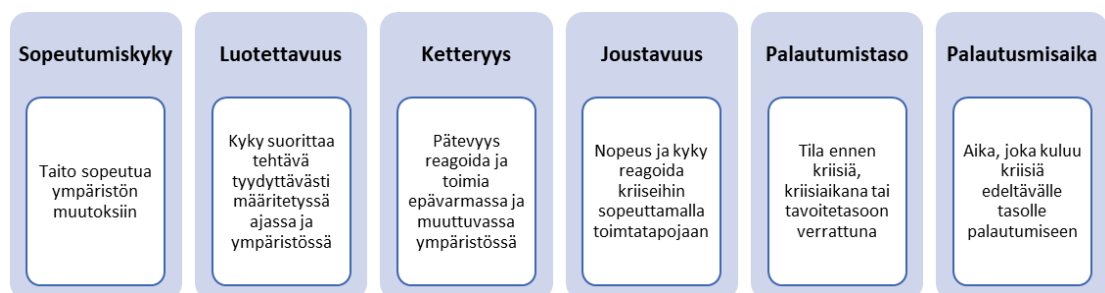 Sopeutumiskyky
Taito sopeutua
ympäristön
muutoksiin
Luotettavuus
Kyky suorittaa
tehtävä
tyydyttävästi
määritetyssä
ajassa ja
ympäristössä
Ketteryys
Pätevyys
reagoida ja
toimia
epävarmassa ja
muuttuvassa
ympäristössä
Joustavuus
Nopeus ja kyky
reagoida
kriiseihin
sopeuttamalla
toimtatapojaan
Palautumistaso
Tila ennen
kriisiä,
kriisiaikana tai
tavoitetasoon
verrattuna
Palautusmisaika
Aika, joka kuluu
kriisiä
edeltävälle
tasolle
palautumiseen